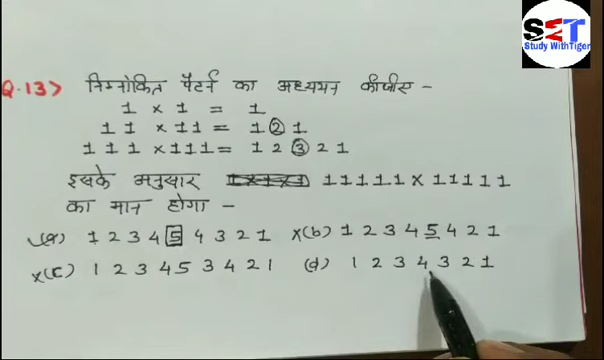 SET
Study WithTiger
Q.13> निम्नोकित पैटर्न का अध्ययन कीजीए -
1 × 1 = 1
11 × 11 = 1 2 1
111 × 111 = 1 2 3 2 1
इसके अनुसार 11111 × 11111
का मान होगा -
(a) 1 2 3 4 5 4 3 2 1 x(b) 1 2 3 4 5 4 2 1
x(c) 1 2 3 4 5 3 4 2 1 (d) 1 2 3 4 3 2 1